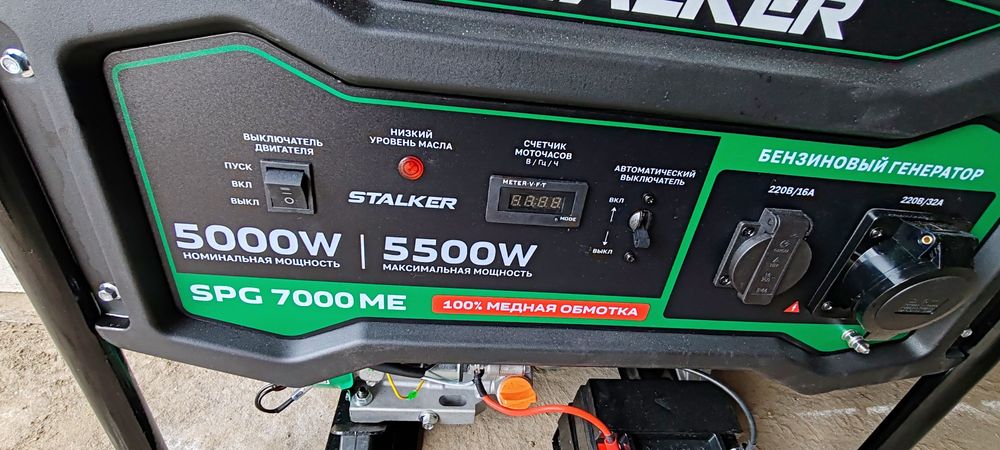 STALKER
ВЫКЛЮЧАТЕЛЬ
ДВИГАТЕЛЯ
ПУСК
ВКЛ
ВЫКЛ
НИЗКИЙ
УРОВЕНЬ МАСЛА
STALKER
СЧЕТЧИК
МОТОЧАСОВ
В / Гц / Ч
METER-V-F-T
MODE
АВТОМАТИЧЕСКИЙ
ВЫКЛЮЧАТЕЛЬ
ВКЛ
ВЫКЛ
БЕНЗИНОВЫЙ ГЕНЕРАТОР
220В/16А
220В/32А
5000W
НОМИНАЛЬНАЯ МОЩНОСТЬ
5500W
МАКСИМАЛЬНАЯ МОЩНОСТЬ
SPG 7000 ME
100% МЕДНАЯ ОБМОТКА